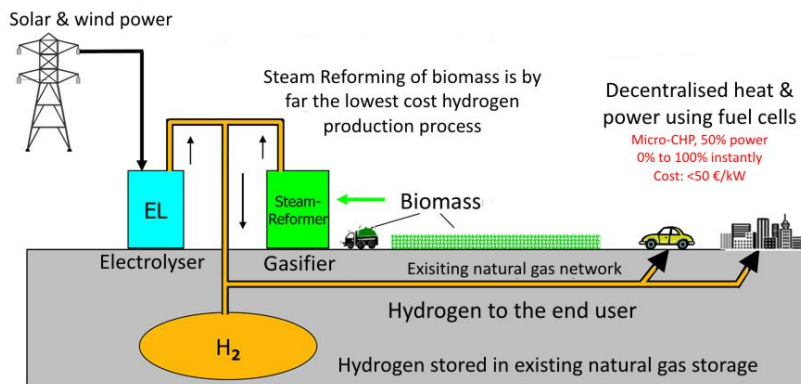 Solar & wind power
Steam Reforming of biomass is by
far the lowest cost hydrogen
production process
Decentralised heat &
power using fuel cells
Micro-CHP, 50% power
0% to 100% instantly
Cost: <50 €/kW
EL
Steam-
Reformer
Biomass
Electrolyser
Gasifier
Exisiting natural gas network
Hydrogen to the end user
H₂
Hydrogen stored in existing natural gas storage